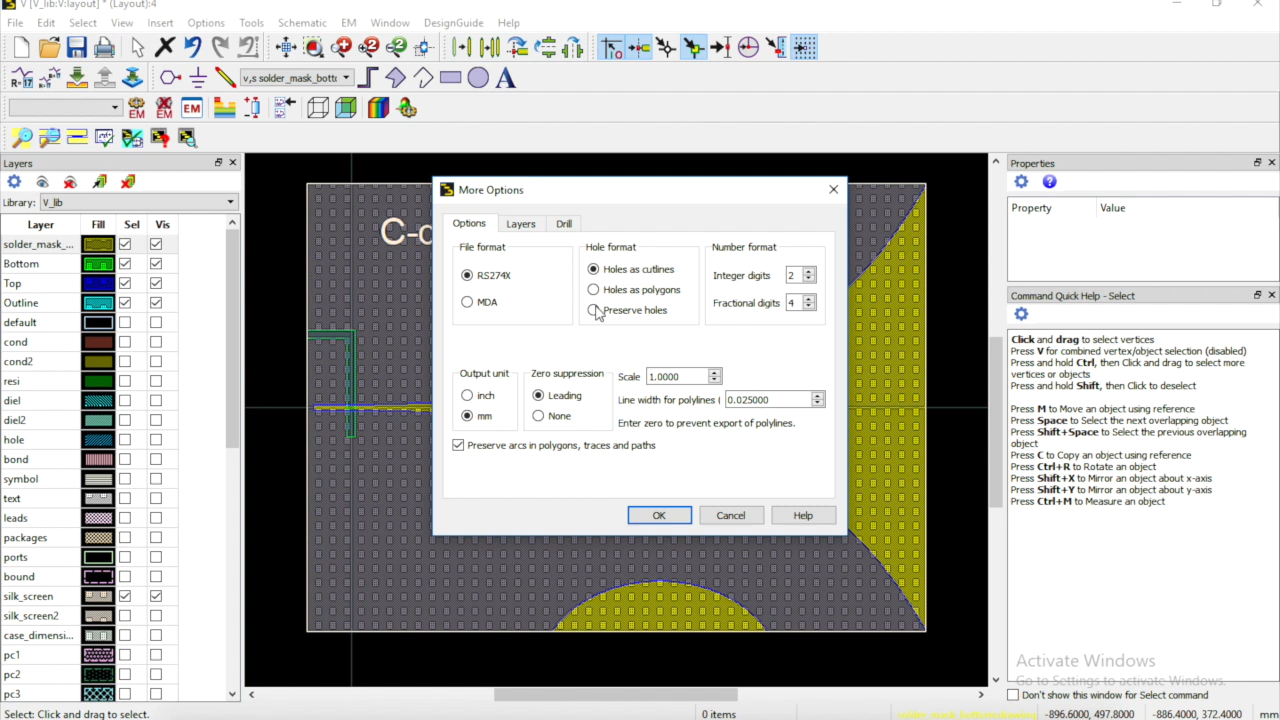 V [V_lib:V:layout] * (Layout):4
File Edit Select View Insert Options Tools Schematic EM Window DesignGuide Help
v,s solder_mask_bott
EM EM EM
Layers
Library: V_lib
Layer Fill Sel Vis
solder_mask_...
Bottom
Top
Outline
default
cond
cond2
resi
diel
diel2
hole
bond
symbol
text
leads
packages
ports
bound
silk_screen
silk_screen2
case_dimensi...
pc1
pc2
pc3
More Options
Options Layers Drill
File format
RS274X
MDA
Hole format
Holes as cutlines
Holes as polygons
Preserve holes
Number format
Integer digits 2
Fractional digits 4
Output unit
inch
mm
Zero suppression
Leading
None
Scale 1.0000
Line width for polylines ( 0.025000
Enter zero to prevent export of polylines.
Preserve arcs in polygons, traces and paths
OK Cancel Help
Properties
Property Value
Command Quick Help - Select
Click and drag to select vertices
Press V for combined vertex/object selection (disabled)
Press and hold Ctrl, then Click and drag to select more
vertices or objects
Press and hold Shift, then Click to deselect
Press M to Move an object using reference
Press Space to Select the next overlapping object
Press Shift+Space to Select the previous overlapping
object
Press C to Copy an object using reference
Press Ctrl+R to Rotate an object
Press Shift+X to Mirror an object about x-axis
Press Shift+Y to Mirror an object about y-axis
Press Ctrl+M to Measure an object
Activate Windows
Go to Settings to activate Windows.
Don't show this window for Select command
Select: Click and drag to select.
0 items
-896.6000, 497.8000
-886.4000, 372.4000
mm